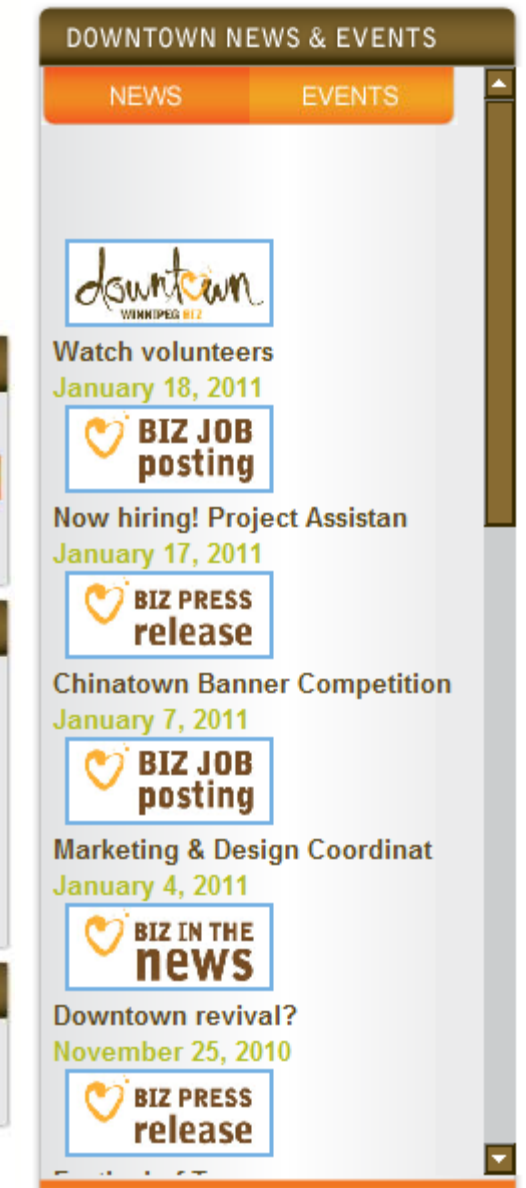 DOWNTOWN NEWS & EVENTS
NEWS EVENTS
downtown
WINNIPEG BIZ
Watch volunteers
January 18, 2011
BIZ JOB
posting
Now hiring! Project Assistan
January 17, 2011
BIZ PRESS
release
Chinatown Banner Competition
January 7, 2011
BIZ JOB
posting
Marketing & Design Coordinat
January 4, 2011
BIZ IN THE
news
Downtown revival?
November 25, 2010
BIZ PRESS
release